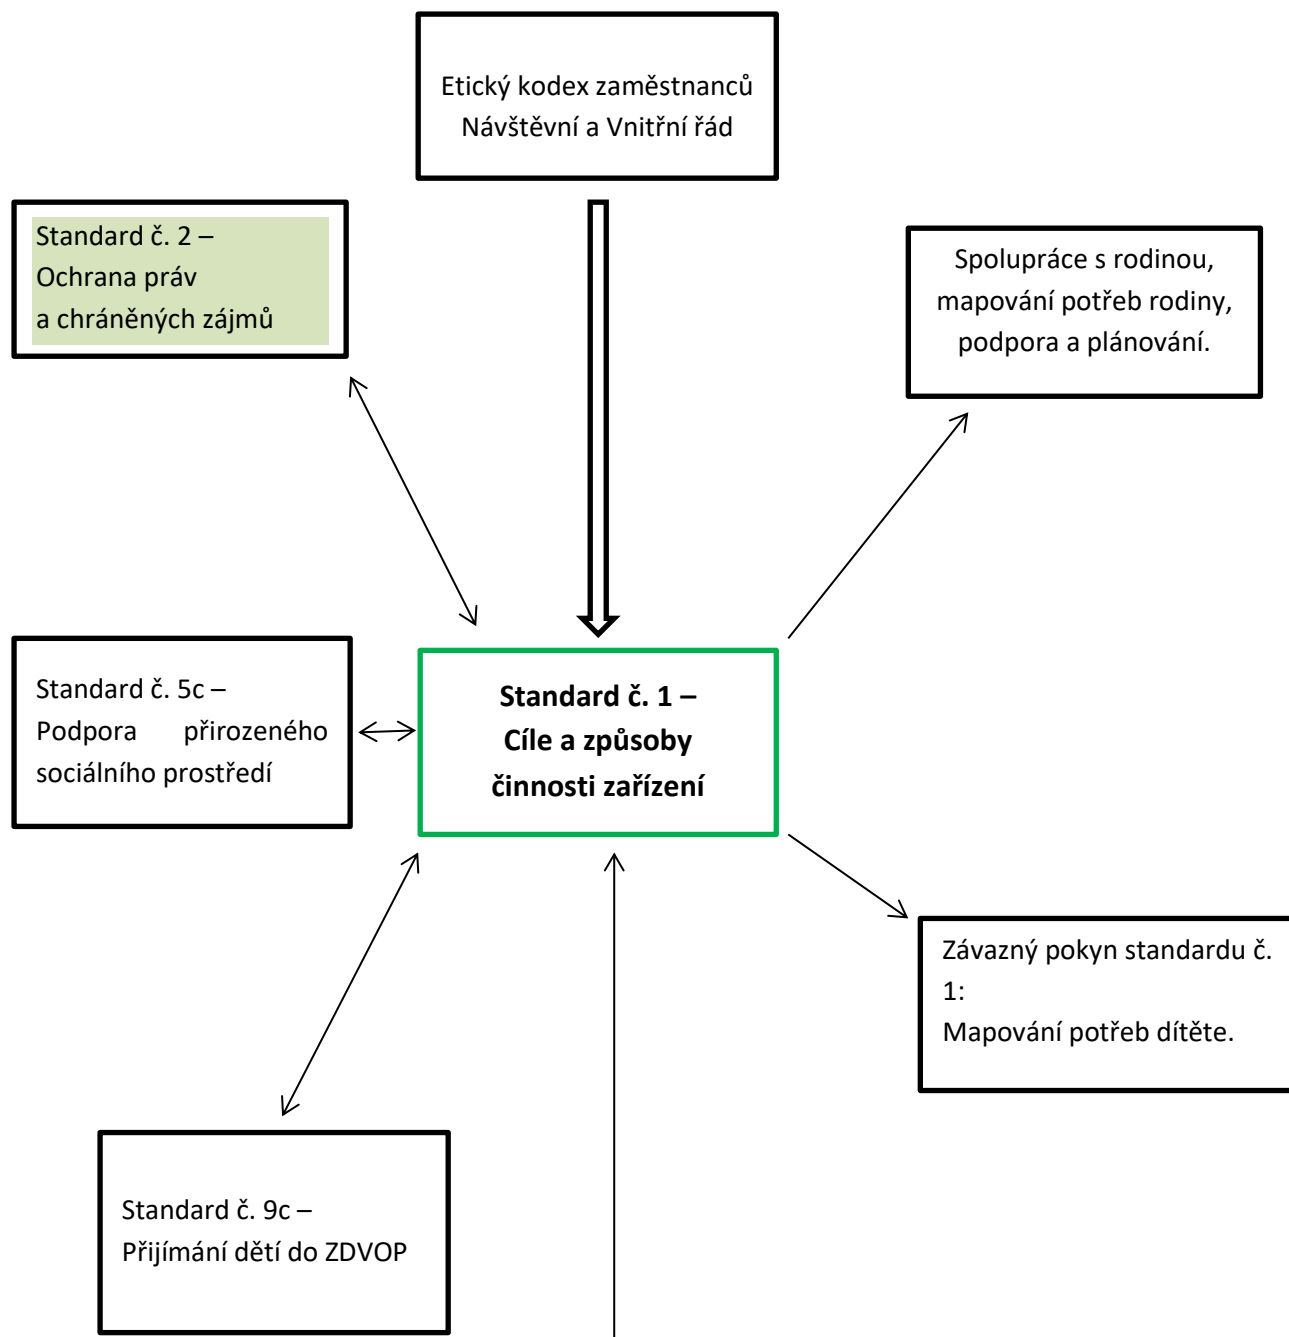 Etický kodex zaměstnanců
Návštěvní a Vnitřní řád
Standard č. 2 –
Ochrana práv
a chráněných zájmů
Spolupráce s rodinou,
mapování potřeb rodiny,
podpora a plánování.
Standard č. 5c –
Podpora přirozeného
sociálního prostředí
Standard č. 1 –
Cíle a způsoby
činnosti zařízení
Závazný pokyn standardu č.
1:
Mapování potřeb dítěte.
Standard č. 9c –
Přijímání dětí do ZDVOP